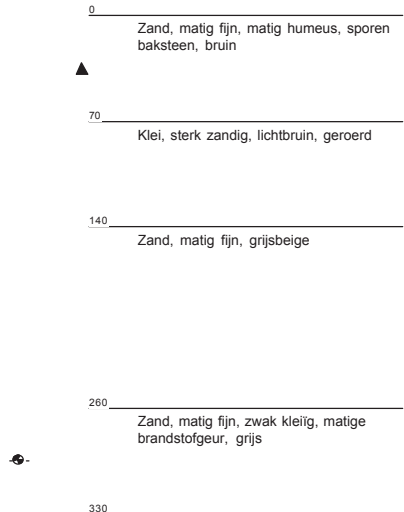 0
Zand, matig fijn, matig humeus, sporen
baksteen, bruin
70
Klei, sterk zandig, lichtbruin, geroerd
140
Zand, matig fijn, grijsbeige
260
Zand, matig fijn, zwak kleiïg, matige
brandstofgeur, grijs
330